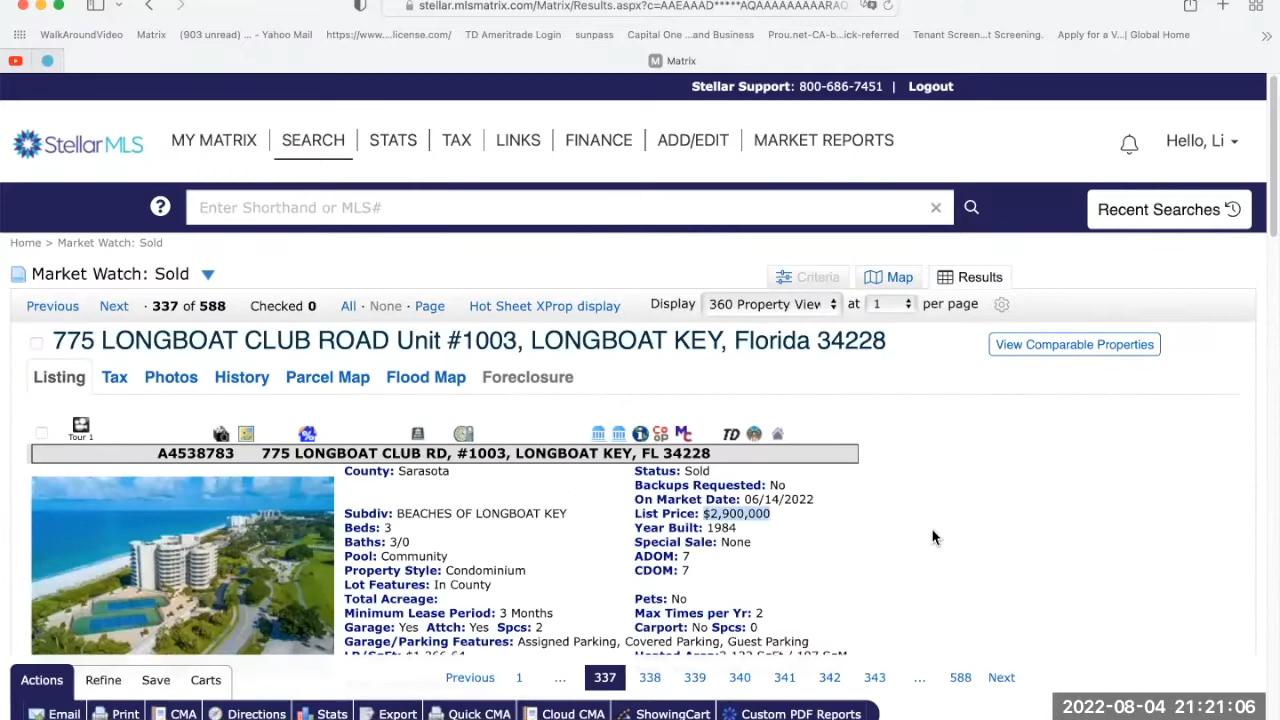 stellar.mlsmatrix.com/Matrix/Results.aspx?c=AAEAAAD*****AQAAAAAAAAARAQ
WalkAroundVideo Matrix (903 unread) ... - Yahoo Mail https://www....license.com/ TD Ameritrade Login sunpass Capital One ...and Business Prou.net-CA-b...ick-referred Tenant Screen...t Screening. Apply for a V...| Global Home
Matrix
Stellar Support: 800-686-7451 | Logout
StellarMLS MY MATRIX SEARCH STATS TAX LINKS FINANCE ADD/EDIT MARKET REPORTS Hello, Li
Enter Shorthand or MLS# Recent Searches
Home > Market Watch: Sold
Market Watch: Sold Criteria Map Results
Previous Next · 337 of 588 Checked 0 All · None · Page Hot Sheet XProp display Display 360 Property View at 1 per page
775 LONGBOAT CLUB ROAD Unit #1003, LONGBOAT KEY, Florida 34228 View Comparable Properties
Listing Tax Photos History Parcel Map Flood Map Foreclosure
Tour 1 TD
A4538783 775 LONGBOAT CLUB RD, #1003, LONGBOAT KEY, FL 34228
County: Sarasota Status: Sold
Backups Requested: No
On Market Date: 06/14/2022
Subdiv: BEACHES OF LONGBOAT KEY List Price: $2,900,000
Beds: 3 Year Built: 1984
Baths: 3/0 Special Sale: None
Pool: Community ADOM: 7
Property Style: Condominium CDOM: 7
Lot Features: In County
Total Acreage: Pets: No
Minimum Lease Period: 3 Months Max Times per Yr: 2
Garage: Yes Attch: Yes Spcs: 2 Carport: No Spcs: 0
Garage/Parking Features: Assigned Parking, Covered Parking, Guest Parking
Actions Refine Save Carts Previous 1 ... 337 338 339 340 341 342 343 ... 588 Next
Email Print CMA Directions Stats Export Quick CMA Cloud CMA ShowingCart Custom PDF Reports
2022-08-04 21:21:06